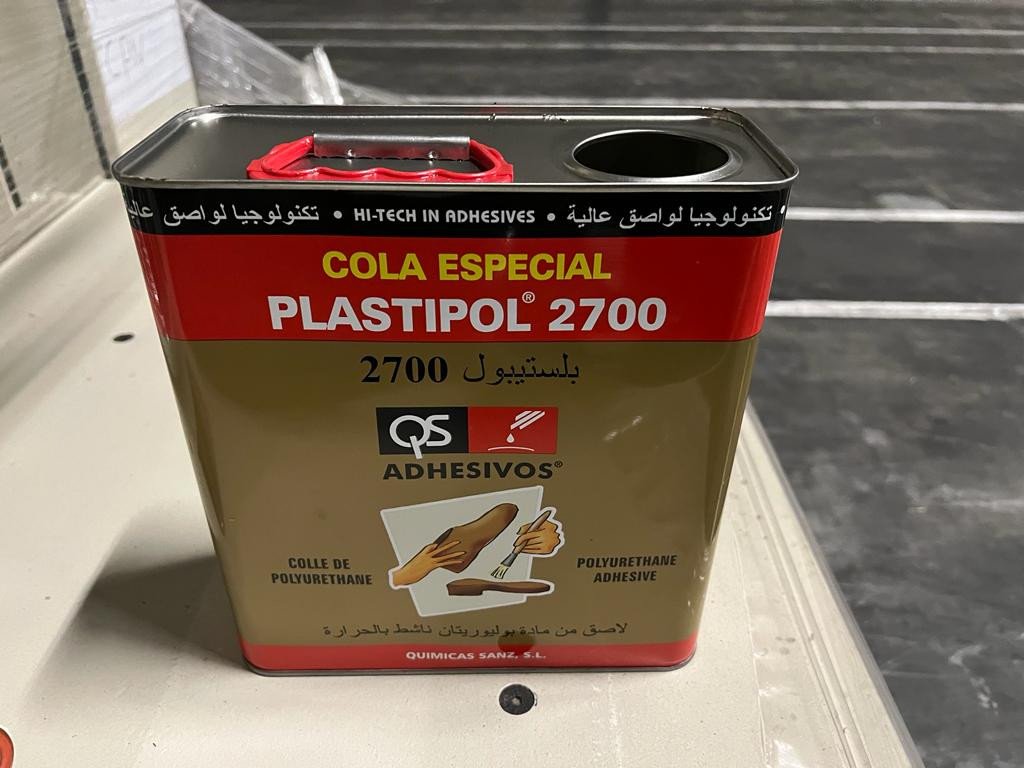 تكنولوجيا لواصق عالية • HI-TECH IN ADHESIVES • تكنولوجيا لواصق عالية •
COLA ESPECIAL
PLASTIPOL® 2700
بلستيبول 2700
QS
ADHESIVOS®
COLLE DE
POLYURETHANE
POLYURETHANE
ADHESIVE
لاصق من مادة بوليوريتان ناشط بالحرارة
QUIMICAS SANZ, S.L.